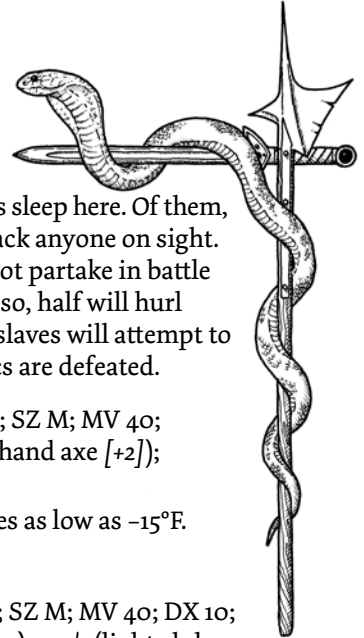 s sleep here. Of them,
ack anyone on sight.
ot partake in battle
so, half will hurl
slaves will attempt to
cs are defeated.
; SZ M; MV 40;
hand axe [+2]);
es as low as –15°F.
; SZ M; MV 40; DX 10;